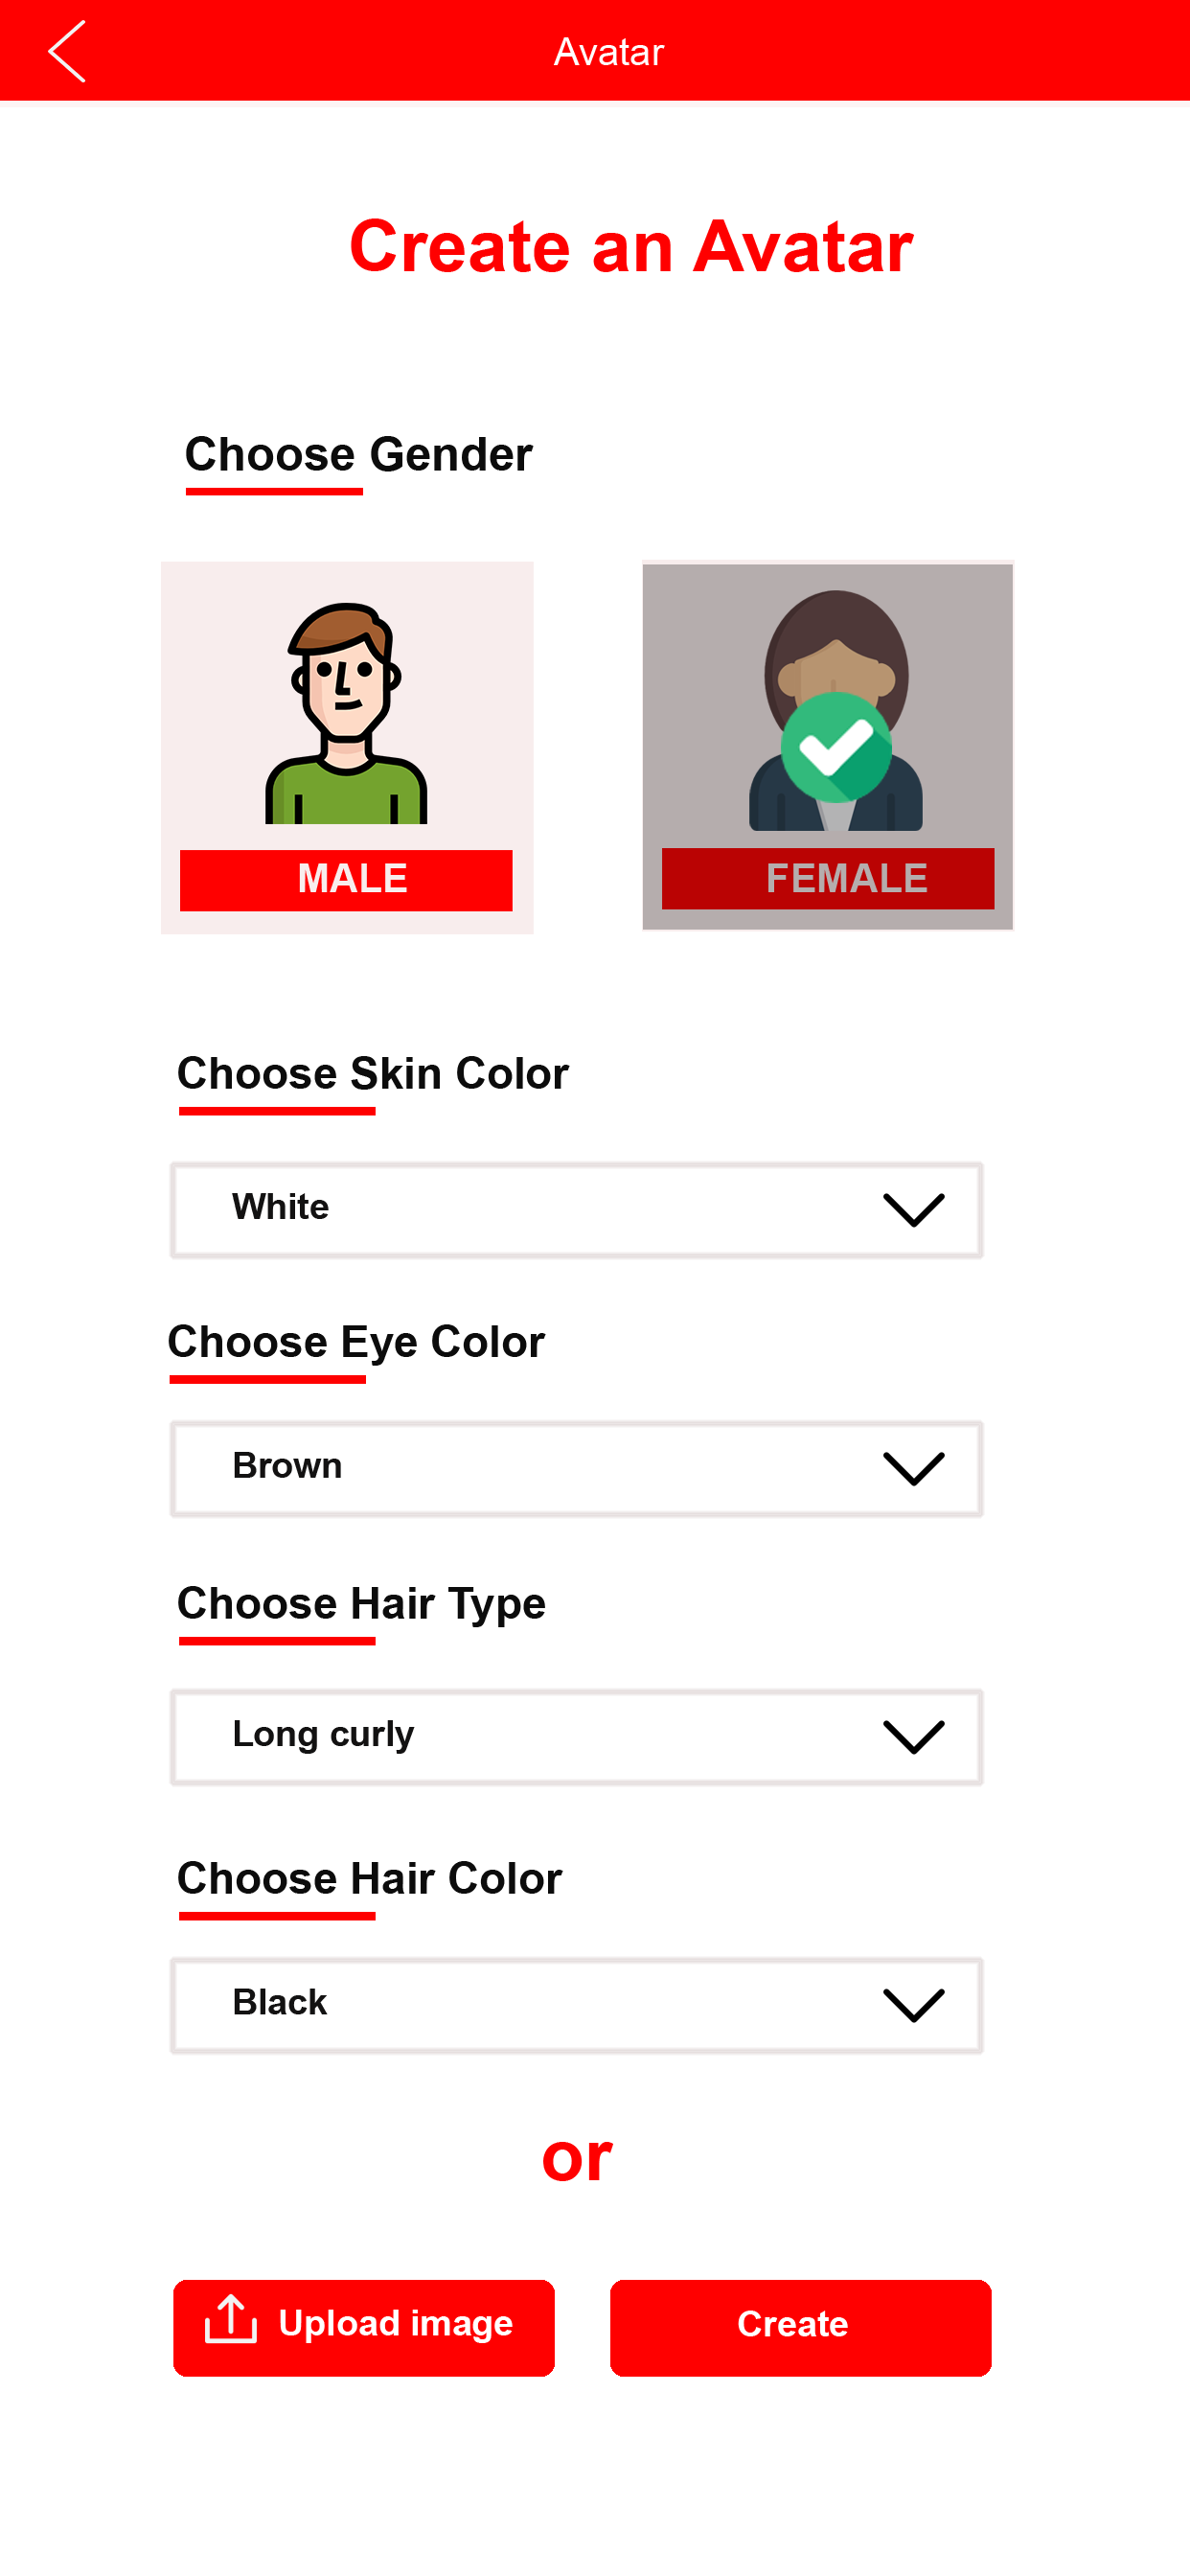 Avatar
Create an Avatar
Choose Gender
MALE
FEMALE
Choose Skin Color
White
Choose Eye Color
Brown
Choose Hair Type
Long curly
Choose Hair Color
Black
or
Upload image
Create